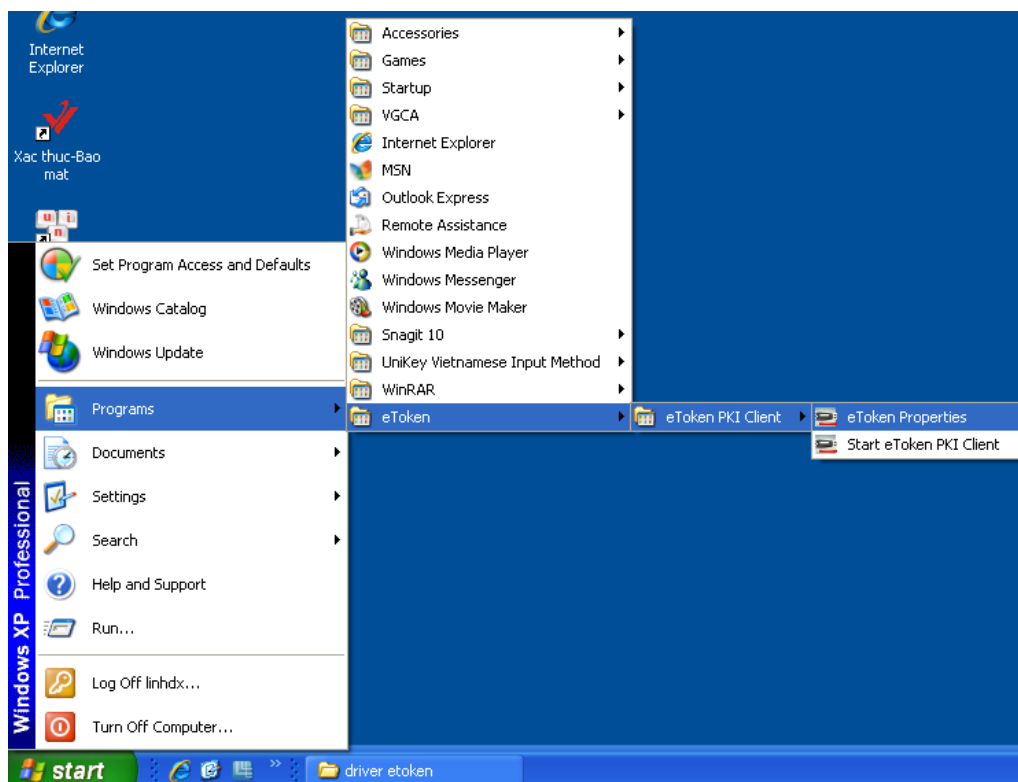 Internet
Explorer
Xac thuc-Bao
mat
u i
n
Set Program Access and Defaults
Windows Catalog
Windows Update
Programs
Documents
Settings
Search
Help and Support
Run...
Log Off linhdx...
Turn Off Computer...
Windows XP Professional
Accessories
Games
Startup
VGCA
Internet Explorer
MSN
Outlook Express
Remote Assistance
Windows Media Player
Windows Messenger
Windows Movie Maker
Snagit 10
UniKey Vietnamese Input Method
WinRAR
eToken
eToken PKI Client
eToken Properties
Start eToken PKI Client
start
driver etoken